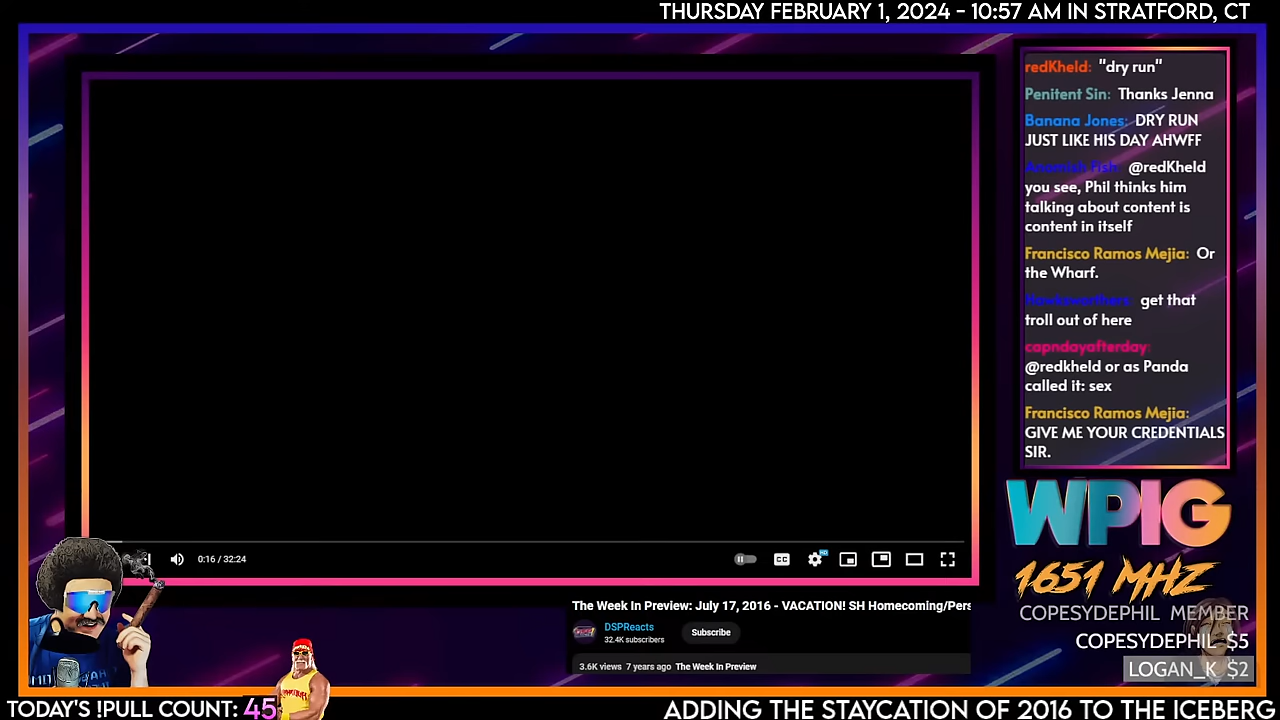 THURSDAY FEBRUARY 1, 2024 - 10:57 AM IN STRATFORD, CT
redKheld: "dry run"
Penitent Sin: Thanks Jenna
Banana Jones: DRY RUN
JUST LIKE HIS DAY AHWFF
Anamish Fish: @redKheld
you see, Phil thinks him
talking about content is
content in itself
Francisco Ramos Mejia: Or
the Wharf.
get that
troll out of here
capndayafterday:
@redkheld or as Panda
called it: sex
Francisco Ramos Mejia:
GIVE ME YOUR CREDENTIALS
SIR.
WPIG
1651 MHZ
COPESYDEPHIL MEMBER
COPESYDEPHIL $5
LOGAN_K $2
0:16 / 32:24
CC
HD
The Week In Preview: July 17, 2016 - VACATION! SH Homecoming/Pers
DSPReacts
32.4K subscribers
Subscribe
3.6K views 7 years ago The Week In Preview
TODAY'S !PULL COUNT: 45
ADDING THE STAYCATION OF 2016 TO THE ICEBERG